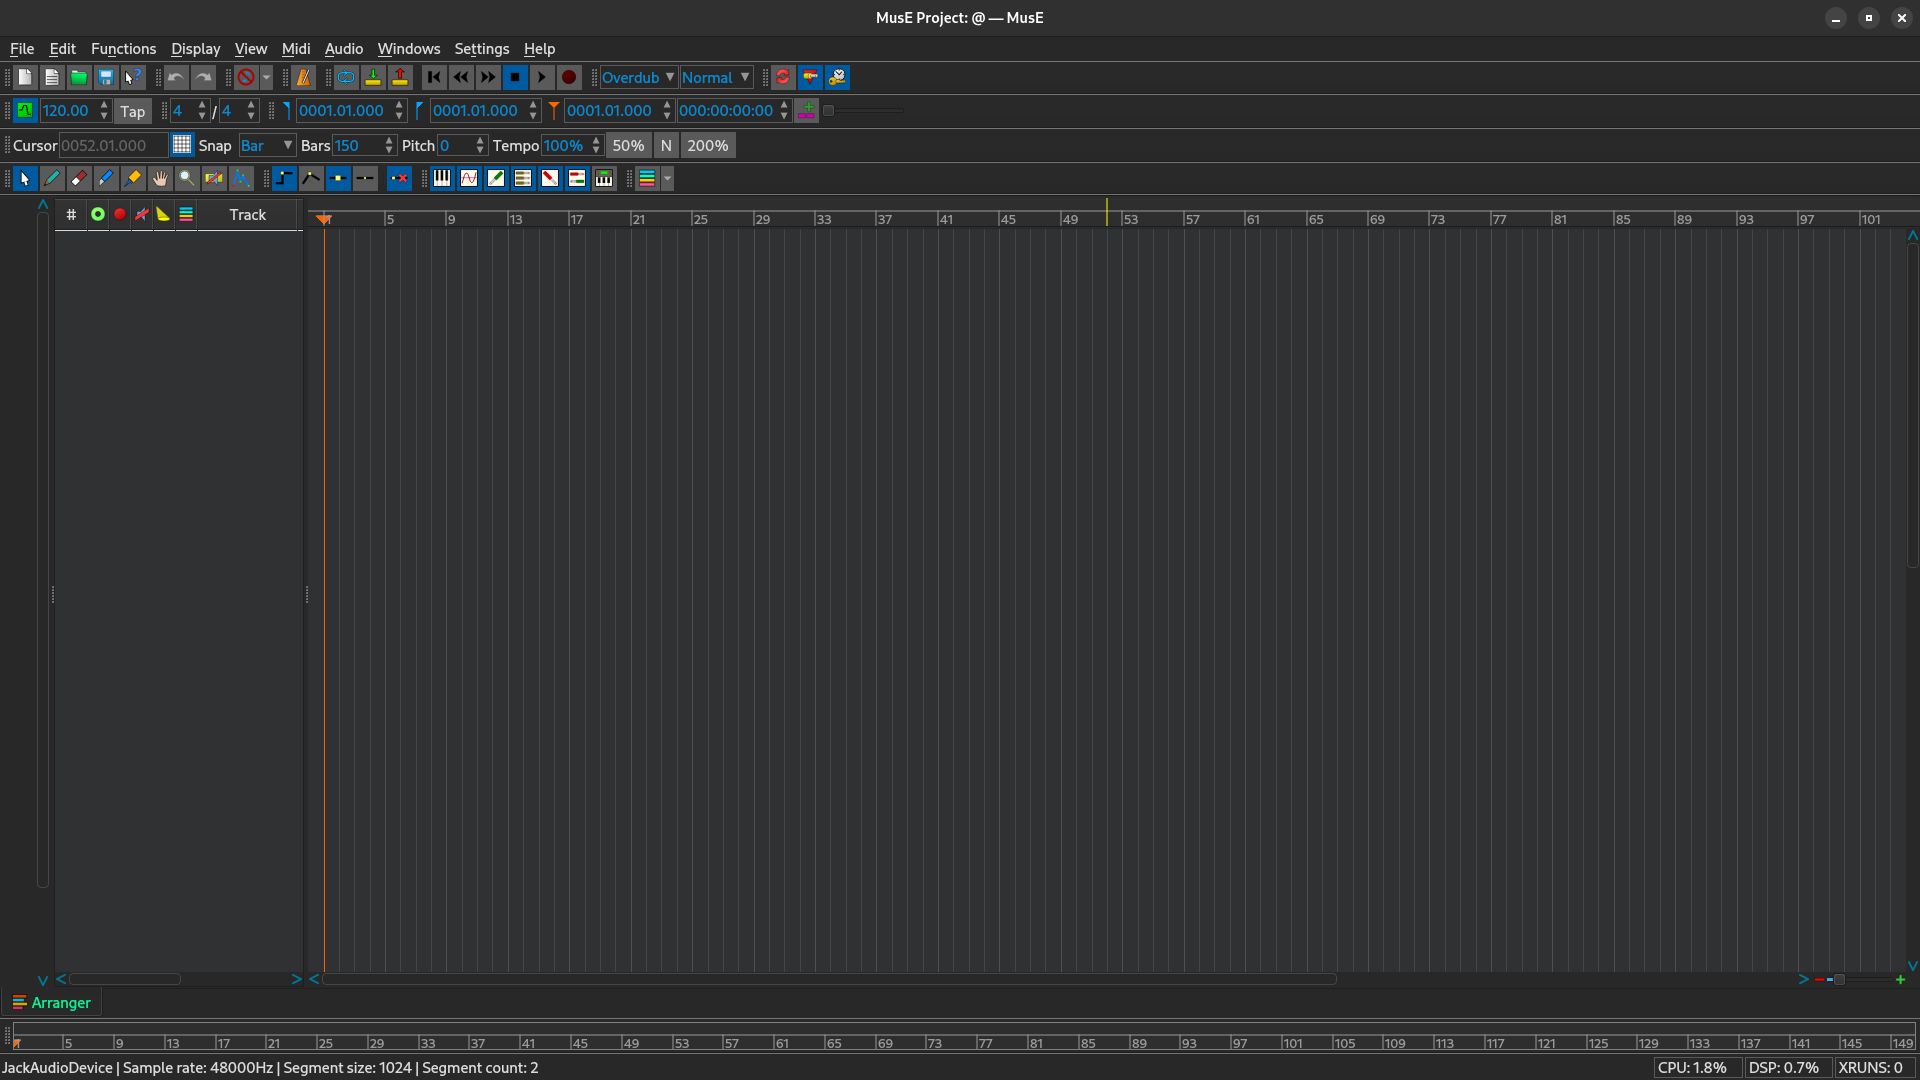 MusE Project: @ — MusE
File Edit Functions Display View Midi Audio Windows Settings Help
Overdub Normal
120.00 Tap 4 / 4 0001.01.000 0001.01.000 0001.01.000 000:00:00:00
Cursor 0052.01.000 Snap Bar Bars 150 Pitch 0 Tempo 100% 50% N 200%
# Track
1 5 9 13 17 21 25 29 33 37 41 45 49 53 57 61 65 69 73 77 81 85 89 93 97 101
Arranger
5 9 13 17 21 25 29 33 37 41 45 49 53 57 61 65 69 73 77 81 85 89 93 97 101 105 109 113 117 121 125 129 133 137 141 145 149
JackAudioDevice | Sample rate: 48000Hz | Segment size: 1024 | Segment count: 2 CPU: 1.8% DSP: 0.7% XRUNS: 0